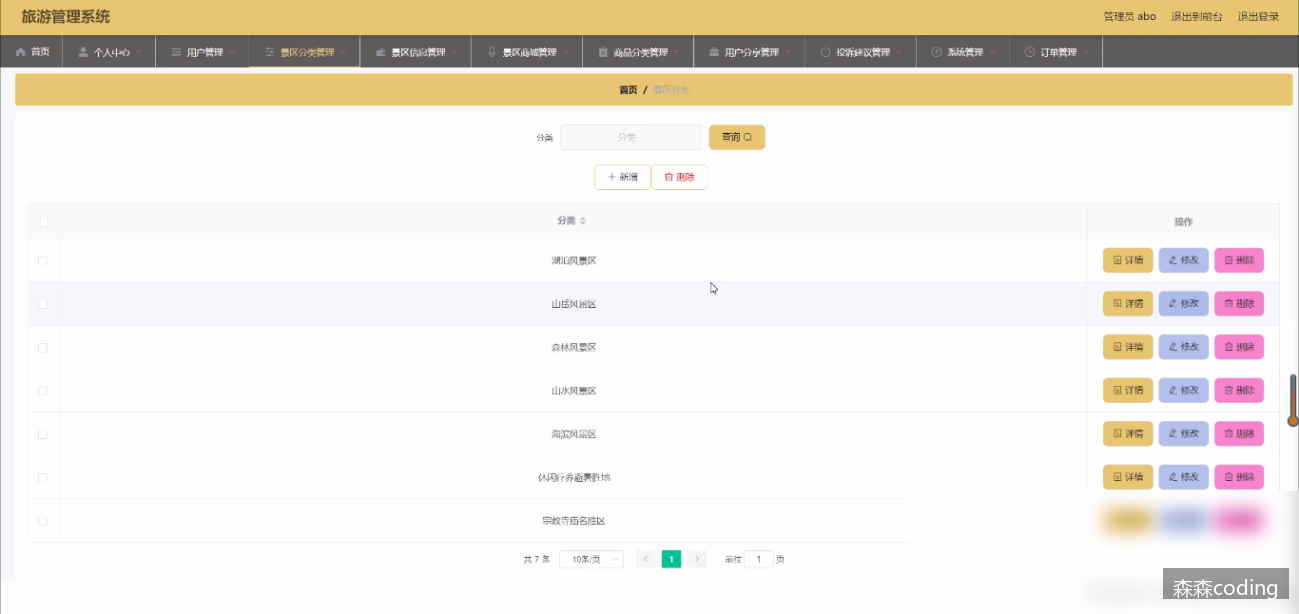 旅游管理系统 管理员 abo 退出到前台 退出登录
首页 个人中心 用户管理 景区分类管理 景区信息管理 景区商城管理 商品分类管理 用户分享管理 投诉建议管理 系统管理 订单管理
首页 / 景区分类
分类 分类 查询
新增 删除
分类 操作
湖泊风景区 详情 修改 删除
山岳风景区 详情 修改 删除
森林风景区 详情 修改 删除
山水风景区 详情 修改 删除
海滨风景区 详情 修改 删除
休闲疗养避暑胜地 详情 修改 删除
宗教寺庙名胜区
共 7 条 10条/页 1 前往 1 页
森森coding